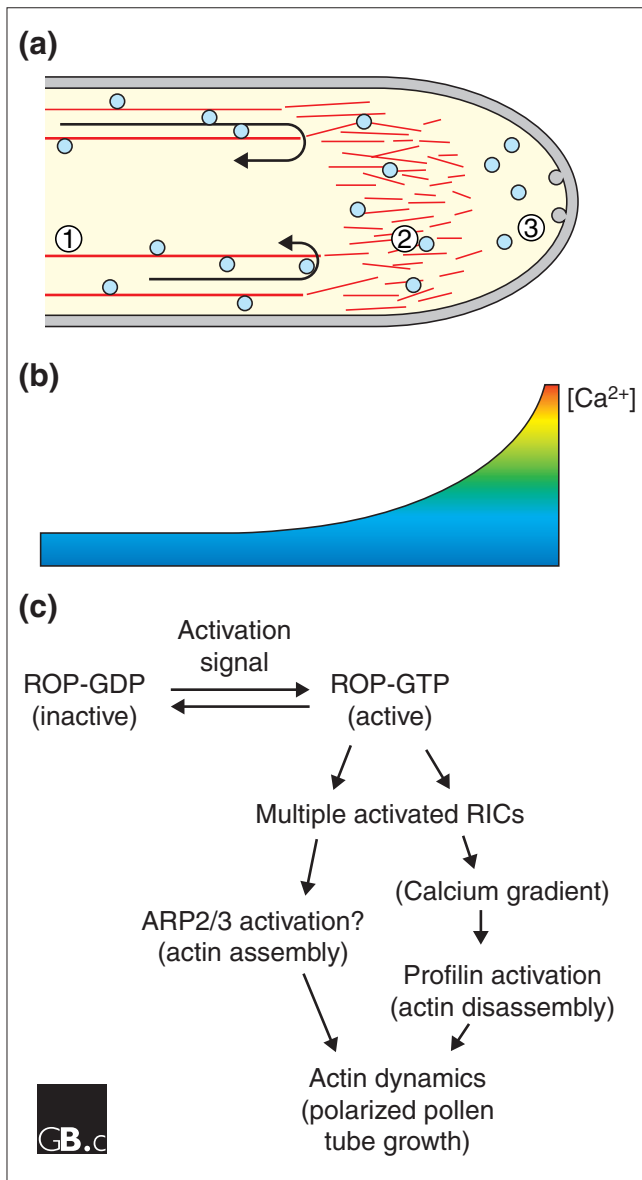 (a)
1
2
3
(b)
[Ca²⁺]
(c)
Activation
signal
ROP-GDP
(inactive)
ROP-GTP
(active)
Multiple activated RICs
(Calcium gradient)
ARP2/3 activation?
(actin assembly)
Profilin activation
(actin disassembly)
Actin dynamics
(polarized pollen
tube growth)
GB.c